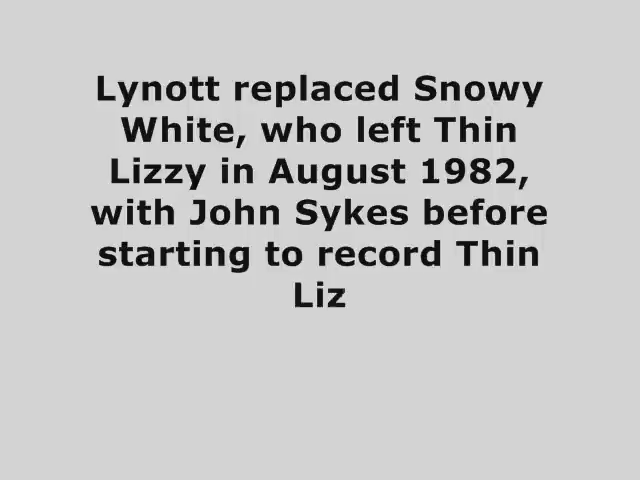 Lynott replaced Snowy
White, who left Thin
Lizzy in August 1982,
with John Sykes before
starting to record Thin
Liz